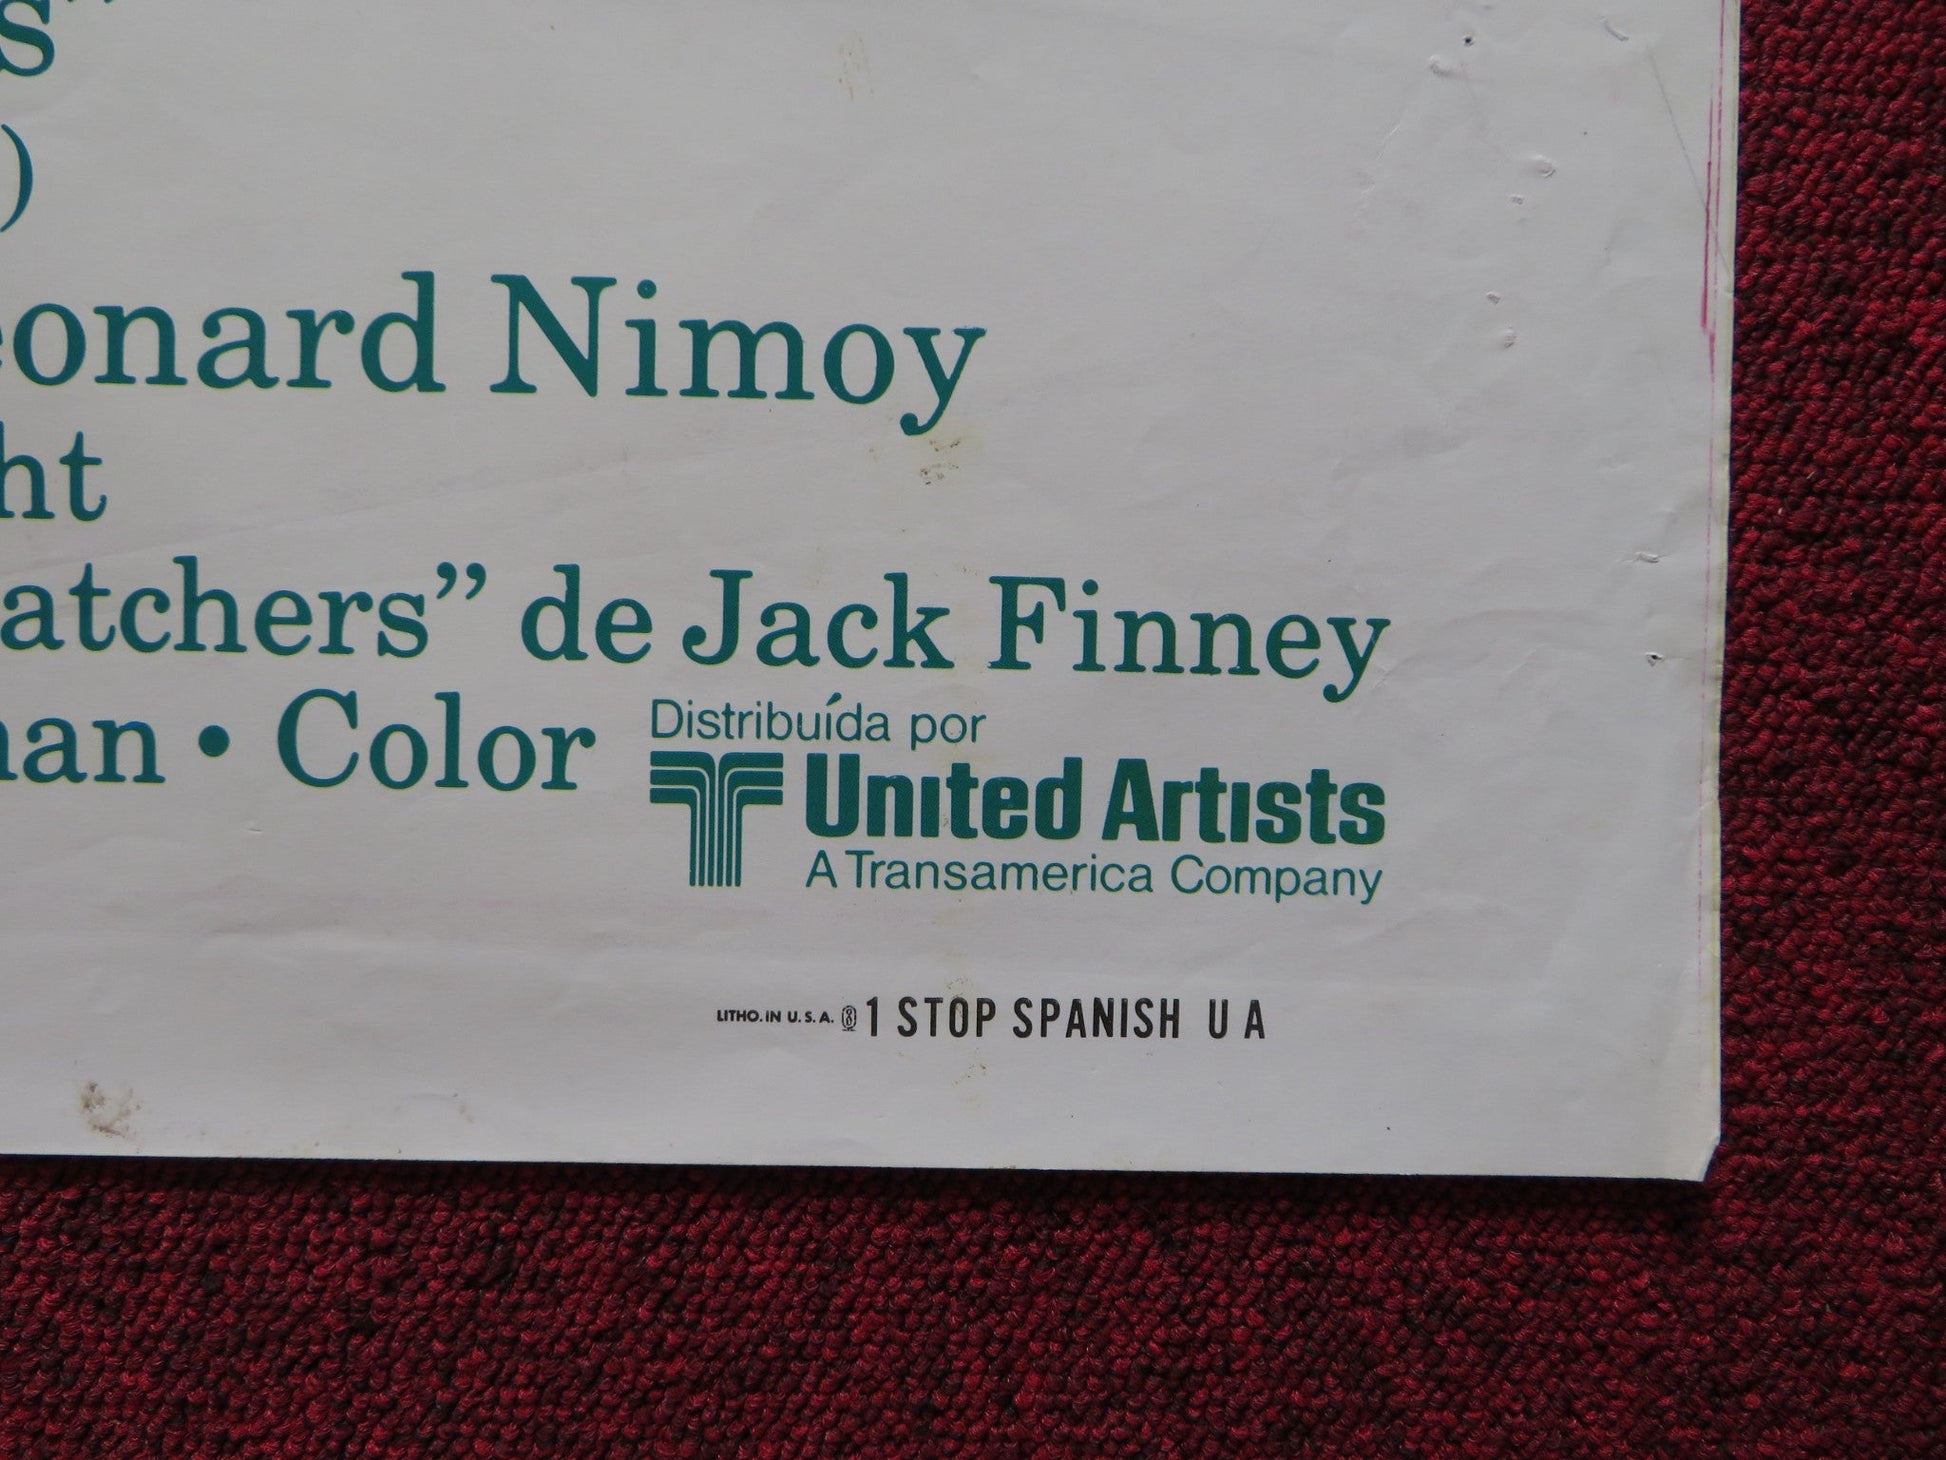 s”
)
eonard Nimoy
ht
atchers” de Jack Finney
nan • Color
Distribuída por
United Artists
A Transamerica Company
LITHO. IN U.S.A. 1 STOP SPANISH U A